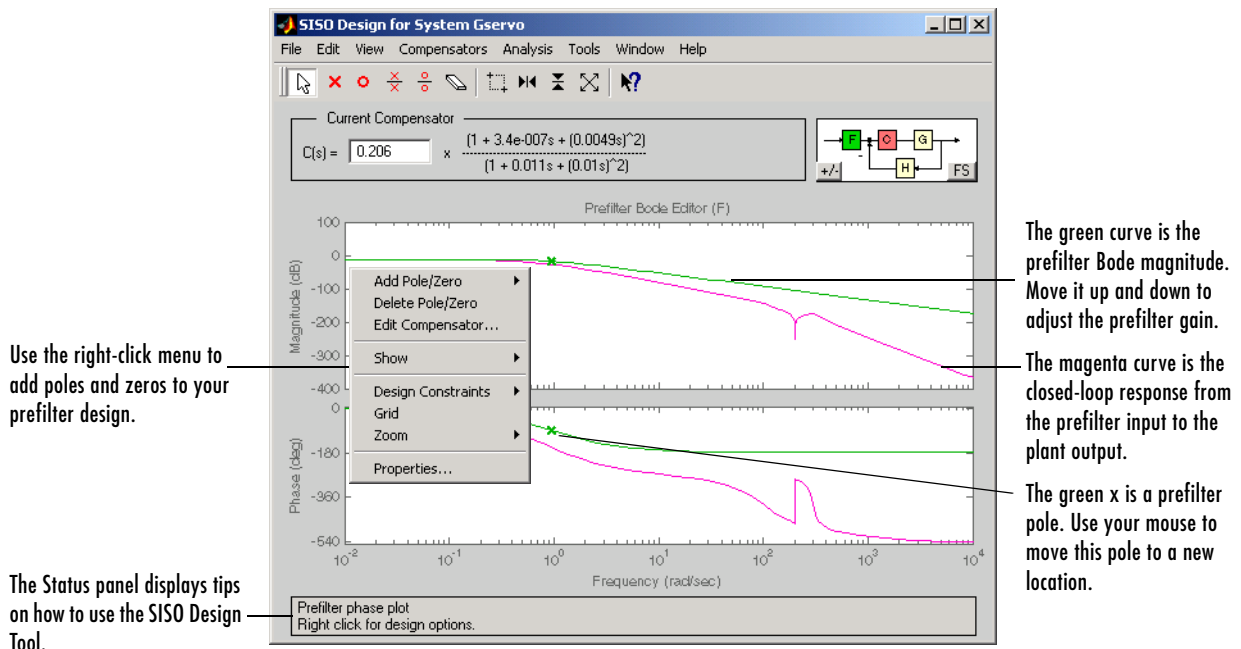 SISO Design for System Gservo
File Edit View Compensators Analysis Tools Window Help
Current Compensator
C(s) = 0.206 x (1 + 3.4e-007s + (0.0049s)^2)
(1 + 0.011s + (0.01s)^2)
F C G
H
+/- FS
-
Prefilter Bode Editor (F)
100
0
-100
-200
-300
-400
Magnitude (dB)
Add Pole/Zero
Delete Pole/Zero
Edit Compensator...
Show
Design Constraints
Grid
Zoom
Properties...
0
-180
-360
-540
Phase (deg)
10^-2 10^-1 10^0 10^1 10^2 10^3 10^4
Frequency (rad/sec)
Prefilter phase plot
Right click for design options.
Use the right-click menu to
add poles and zeros to your
prefilter design.
The Status panel displays tips
on how to use the SISO Design
Tool.
The green curve is the
prefilter Bode magnitude.
Move it up and down to
adjust the prefilter gain.
The magenta curve is the
closed-loop response from
the prefilter input to the
plant output.
The green x is a prefilter
pole. Use your mouse to
move this pole to a new
location.